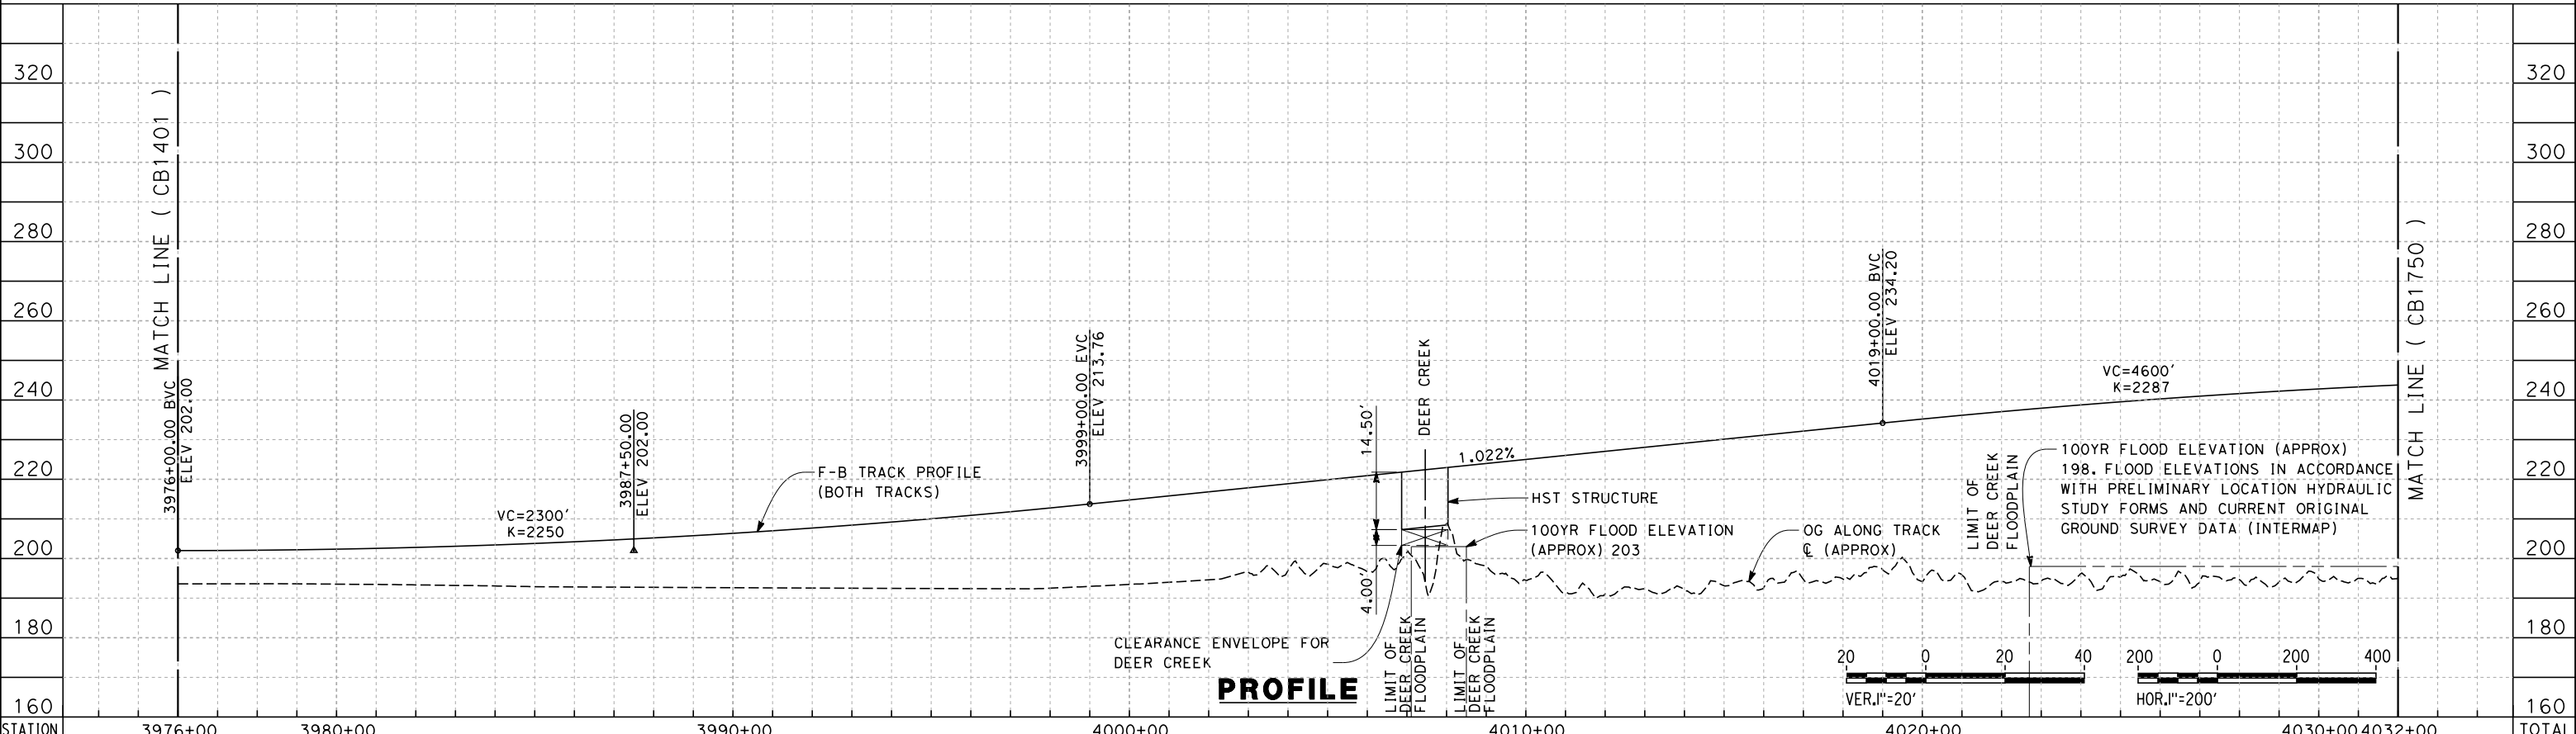 320
300
280
260
240
220
200
180
160
STATION
MATCH LINE ( CB1401 )
3976+00.00 BVC
ELEV 202.00
VC=2300'
K=2250
3987+50.00
ELEV 202.00
F-B TRACK PROFILE
(BOTH TRACKS)
3999+00.00 EVC
ELEV 213.76
14.50'
4.00'
DEER CREEK
1.022%
HST STRUCTURE
100YR FLOOD ELEVATION
(APPROX) 203
CLEARANCE ENVELOPE FOR
DEER CREEK
LIMIT OF
DEER CREEK
FLOODPLAIN
LIMIT OF
DEER CREEK
FLOODPLAIN
PROFILE
OG ALONG TRACK
℄ (APPROX)
4019+00.00 BVC
ELEV 234.20
LIMIT OF
DEER CREEK
FLOODPLAIN
VC=4600'
K=2287
100YR FLOOD ELEVATION (APPROX)
198. FLOOD ELEVATIONS IN ACCORDANCE
WITH PRELIMINARY LOCATION HYDRAULIC
STUDY FORMS AND CURRENT ORIGINAL
GROUND SURVEY DATA (INTERMAP)
20 0 20 40
VER.1"=20'
200 0 200 400
HOR.1"=200'
MATCH LINE ( CB1750 )
320
300
280
260
240
220
200
180
160
3976+00 3980+00 3990+00 4000+00 4010+00 4020+00 4030+00 4032+00
TOTAL